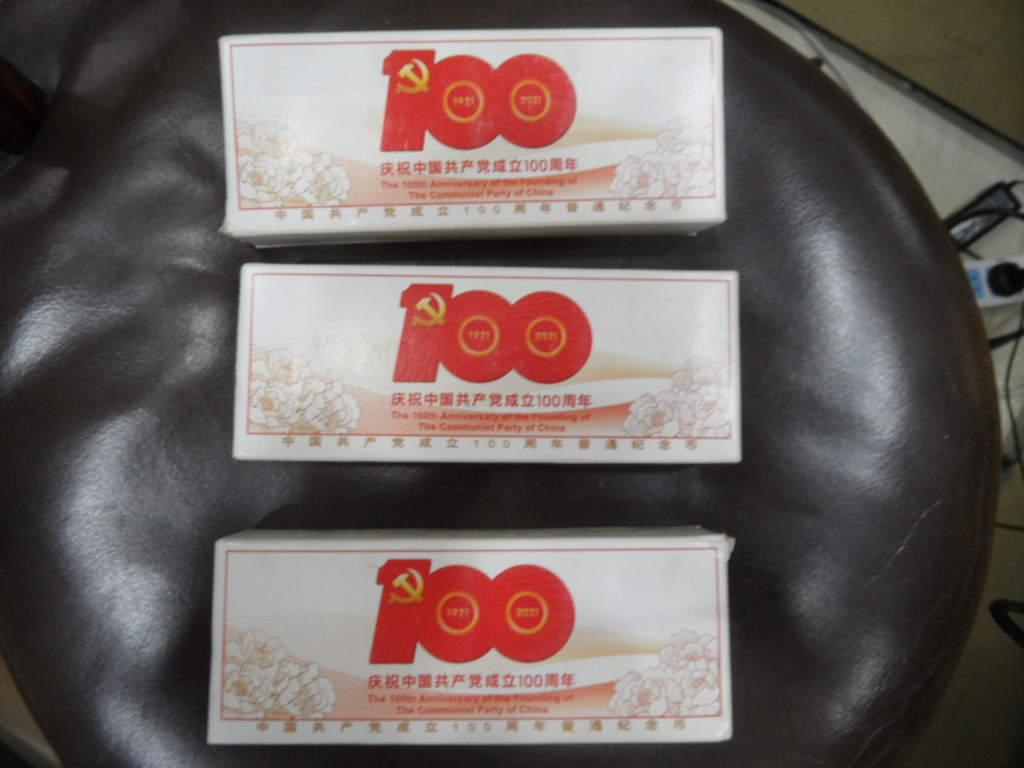 100
1921
2021
庆祝中国共产党成立100周年
The 100th Anniversary of the Founding of
The Communist Party of China
中国共产党成立100周年普通纪念币
100
1921
2021
庆祝中国共产党成立100周年
The 100th Anniversary of the Founding of
The Communist Party of China
中国共产党成立100周年普通纪念币
100
1921
2021
庆祝中国共产党成立100周年
The 100th Anniversary of the Founding of
The Communist Party of China
中国共产党成立100周年普通纪念币